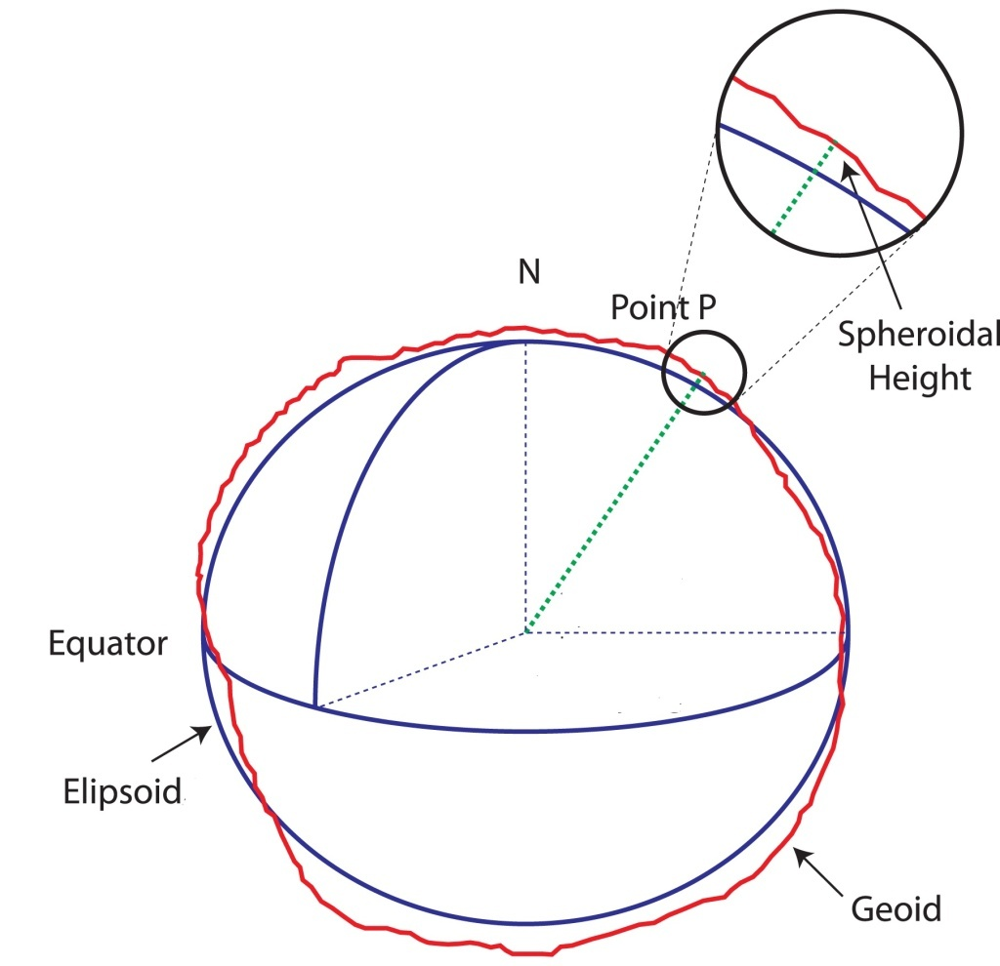 N
Point P
Spheroidal
Height
Equator
Elipsoid
Geoid